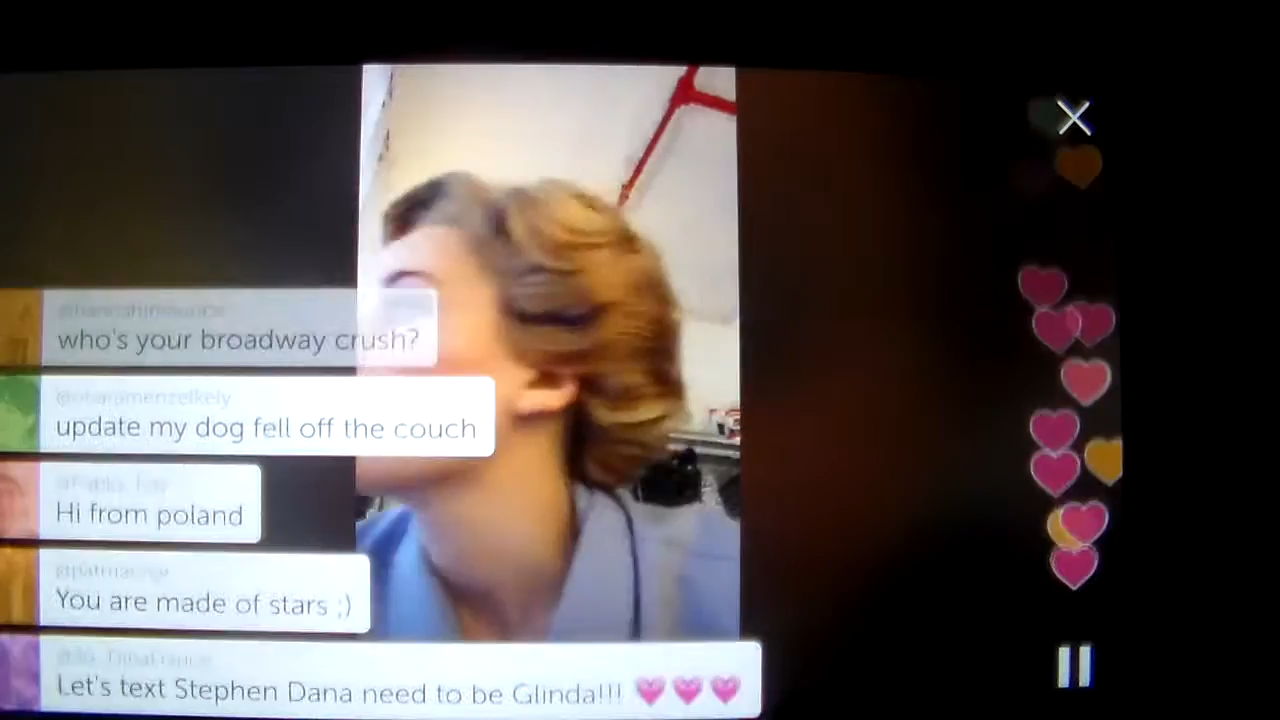 who's your broadway crush?
update my dog fell off the couch
Hi from poland
You are made of stars ;)
Let's text Stephen Dana need to be Glinda!!! 💗 💗 💗